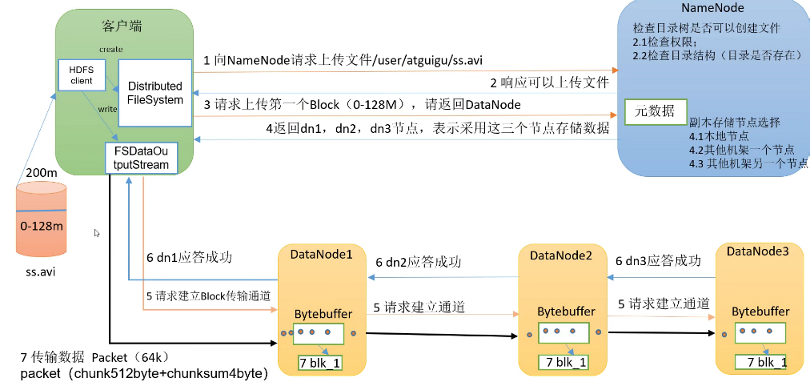 客户端
create
HDFS
client
Distributed
FileSystem
write
FSDataOu
tputStream
200m
0-128m
ss.avi
1 向NameNode请求上传文件/user/atguigu/ss.avi
2 响应可以上传文件
3 请求上传第一个Block（0-128M），请返回DataNode
4返回dn1，dn2，dn3节点，表示采用这三个节点存储数据
NameNode
检查目录树是否可以创建文件
2.1检查权限；
2.2检查目录结构（目录是否存在）
元数据
副本存储节点选择
4.1本地节点
4.2其他机架一个节点
4.3 其他机架另一个节点
6 dn1应答成功
5 请求建立Block传输通道
DataNode1
Bytebuffer
7 blk_1
6 dn2应答成功
5 请求建立通道
DataNode2
Bytebuffer
7 blk_1
6 dn3应答成功
5 请求建立通道
DataNode3
Bytebuffer
7 blk_1
7 传输数据 Packet（64k）
packet（chunk512byte+chunksum4byte）